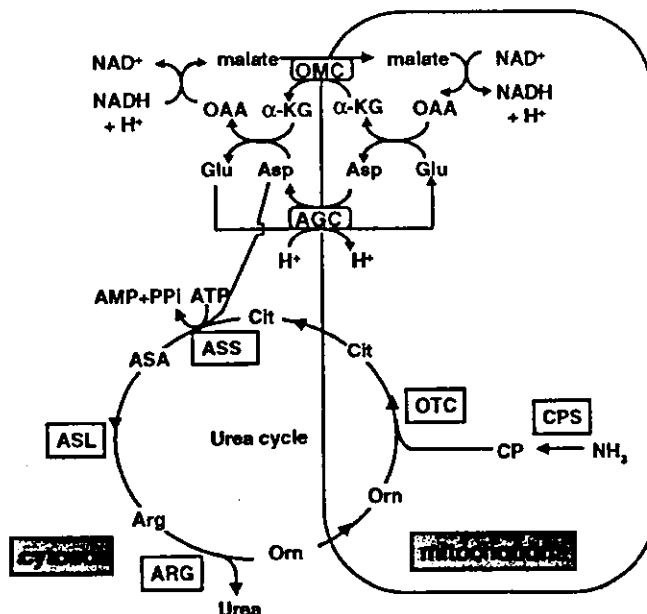 NAD⁺ malate OMC malate NAD⁺
NADH + H⁺ OAA α-KG α-KG OAA NADH + H⁺
Glu Asp Asp Glu
AGC
H⁺ H⁺
AMP+PPi ATP Cit
ASS Cit
ASA
OTC CPS
ASL Urea cycle
CP NH₃
Orn
Arg
cytosol Orn mitochondria
ARG
Urea